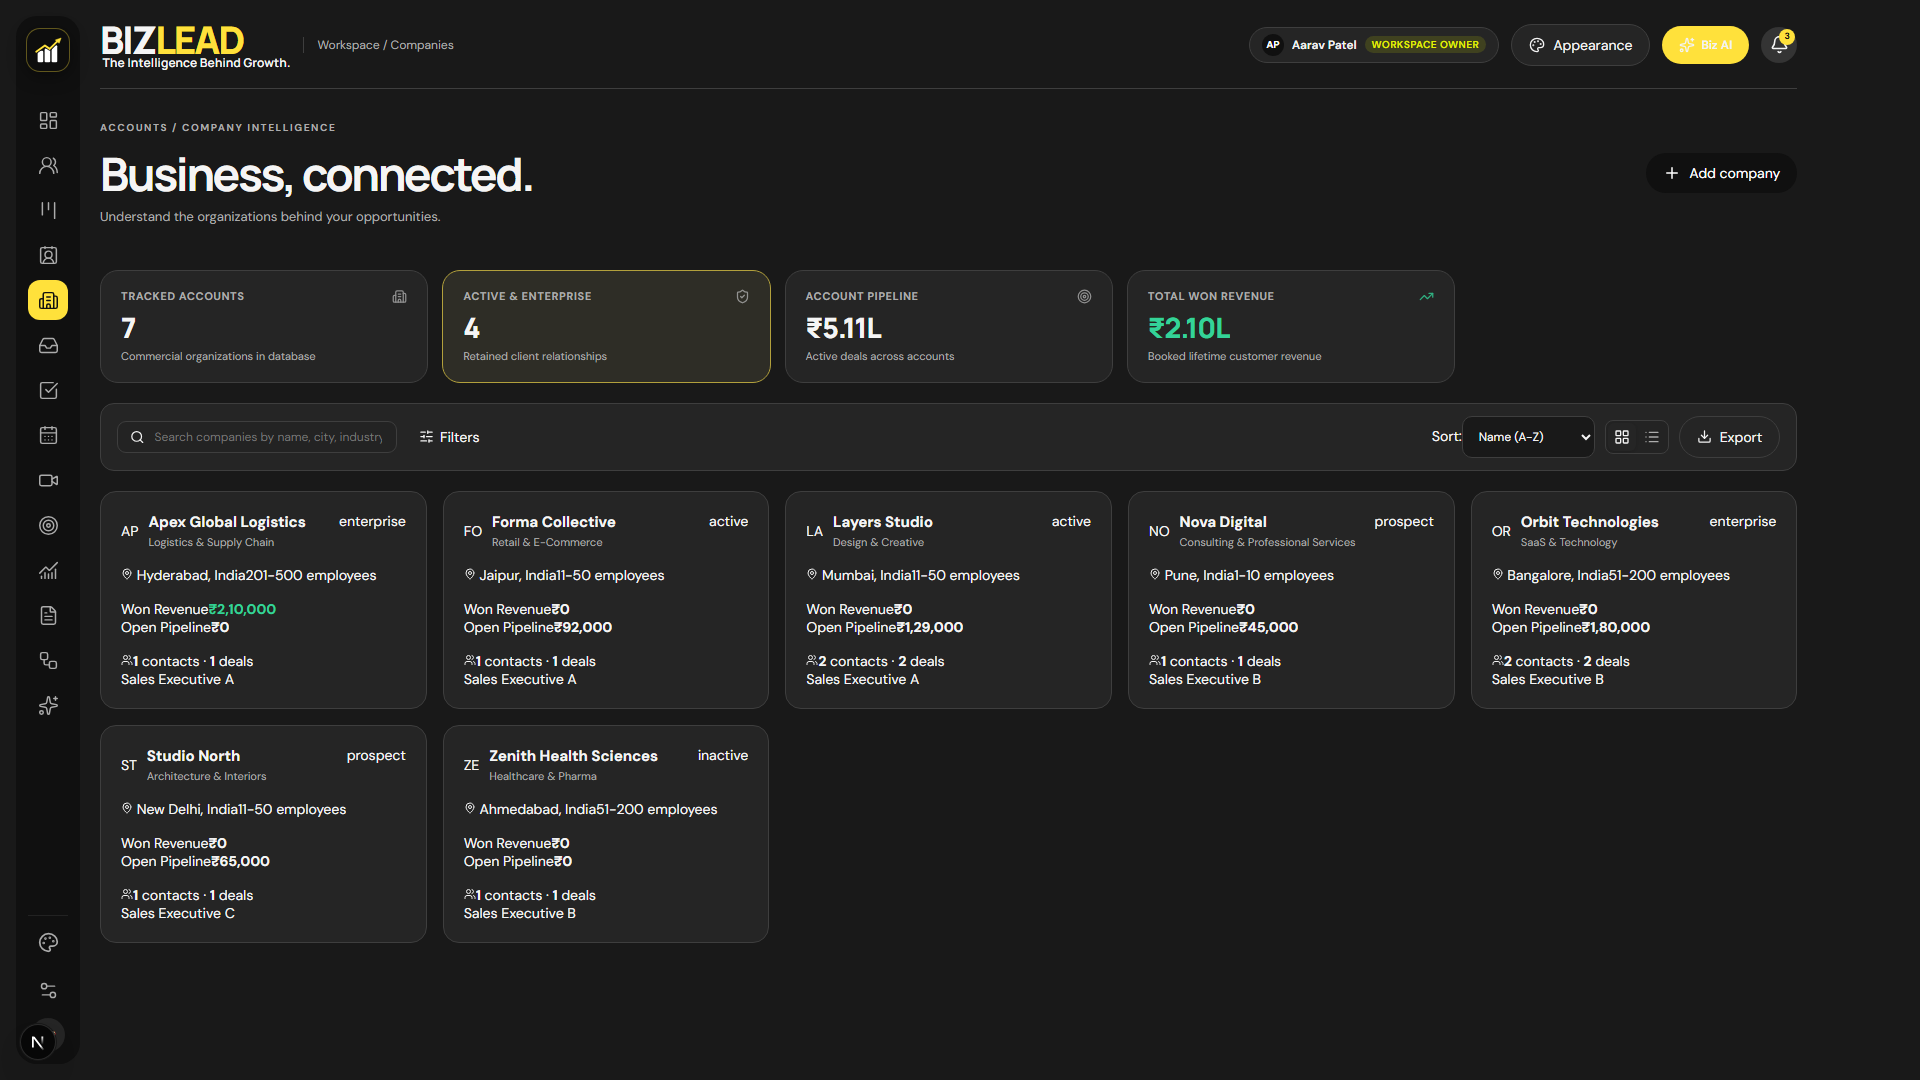 BIZLEAD
The Intelligence Behind Growth.
Workspace / Companies
AP Aarav Patel WORKSPACE OWNER
Appearance
Biz AI
3
ACCOUNTS / COMPANY INTELLIGENCE
Business, connected.
Understand the organizations behind your opportunities.
Add company
TRACKED ACCOUNTS
7
Commercial organizations in database
ACTIVE & ENTERPRISE
4
Retained client relationships
ACCOUNT PIPELINE
₹5.11L
Active deals across accounts
TOTAL WON REVENUE
₹2.10L
Booked lifetime customer revenue
Search companies by name, city, industry
Filters
Sort: Name (A-Z)
Export
AP Apex Global Logistics enterprise
Logistics & Supply Chain
Hyderabad, India201-500 employees
Won Revenue₹2,10,000
Open Pipeline₹0
1 contacts · 1 deals
Sales Executive A
FO Forma Collective active
Retail & E-Commerce
Jaipur, India11-50 employees
Won Revenue₹0
Open Pipeline₹92,000
1 contacts · 1 deals
Sales Executive A
LA Layers Studio active
Design & Creative
Mumbai, India11-50 employees
Won Revenue₹0
Open Pipeline₹1,29,000
2 contacts · 2 deals
Sales Executive A
NO Nova Digital prospect
Consulting & Professional Services
Pune, India1-10 employees
Won Revenue₹0
Open Pipeline₹45,000
1 contacts · 1 deals
Sales Executive B
OR Orbit Technologies enterprise
SaaS & Technology
Bangalore, India51-200 employees
Won Revenue₹0
Open Pipeline₹1,80,000
2 contacts · 2 deals
Sales Executive B
ST Studio North prospect
Architecture & Interiors
New Delhi, India11-50 employees
Won Revenue₹0
Open Pipeline₹65,000
1 contacts · 1 deals
Sales Executive C
ZE Zenith Health Sciences inactive
Healthcare & Pharma
Ahmedabad, India51-200 employees
Won Revenue₹0
Open Pipeline₹0
1 contacts · 1 deals
Sales Executive B
N